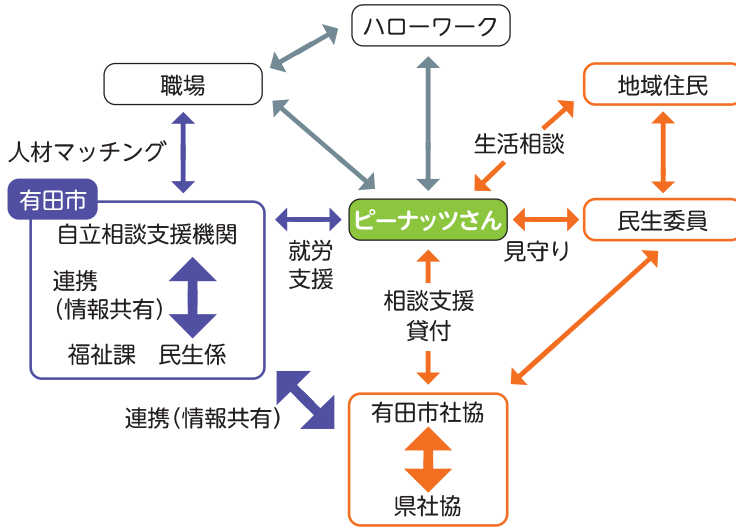 ハローワーク
職場
地域住民
人材マッチング
生活相談
有田市
自立相談支援機関
ピーナッツさん
民生委員
就労
支援
見守り
連携
(情報共有)
相談支援
貸付
福祉課 民生係
連携(情報共有)
有田市社協
県社協